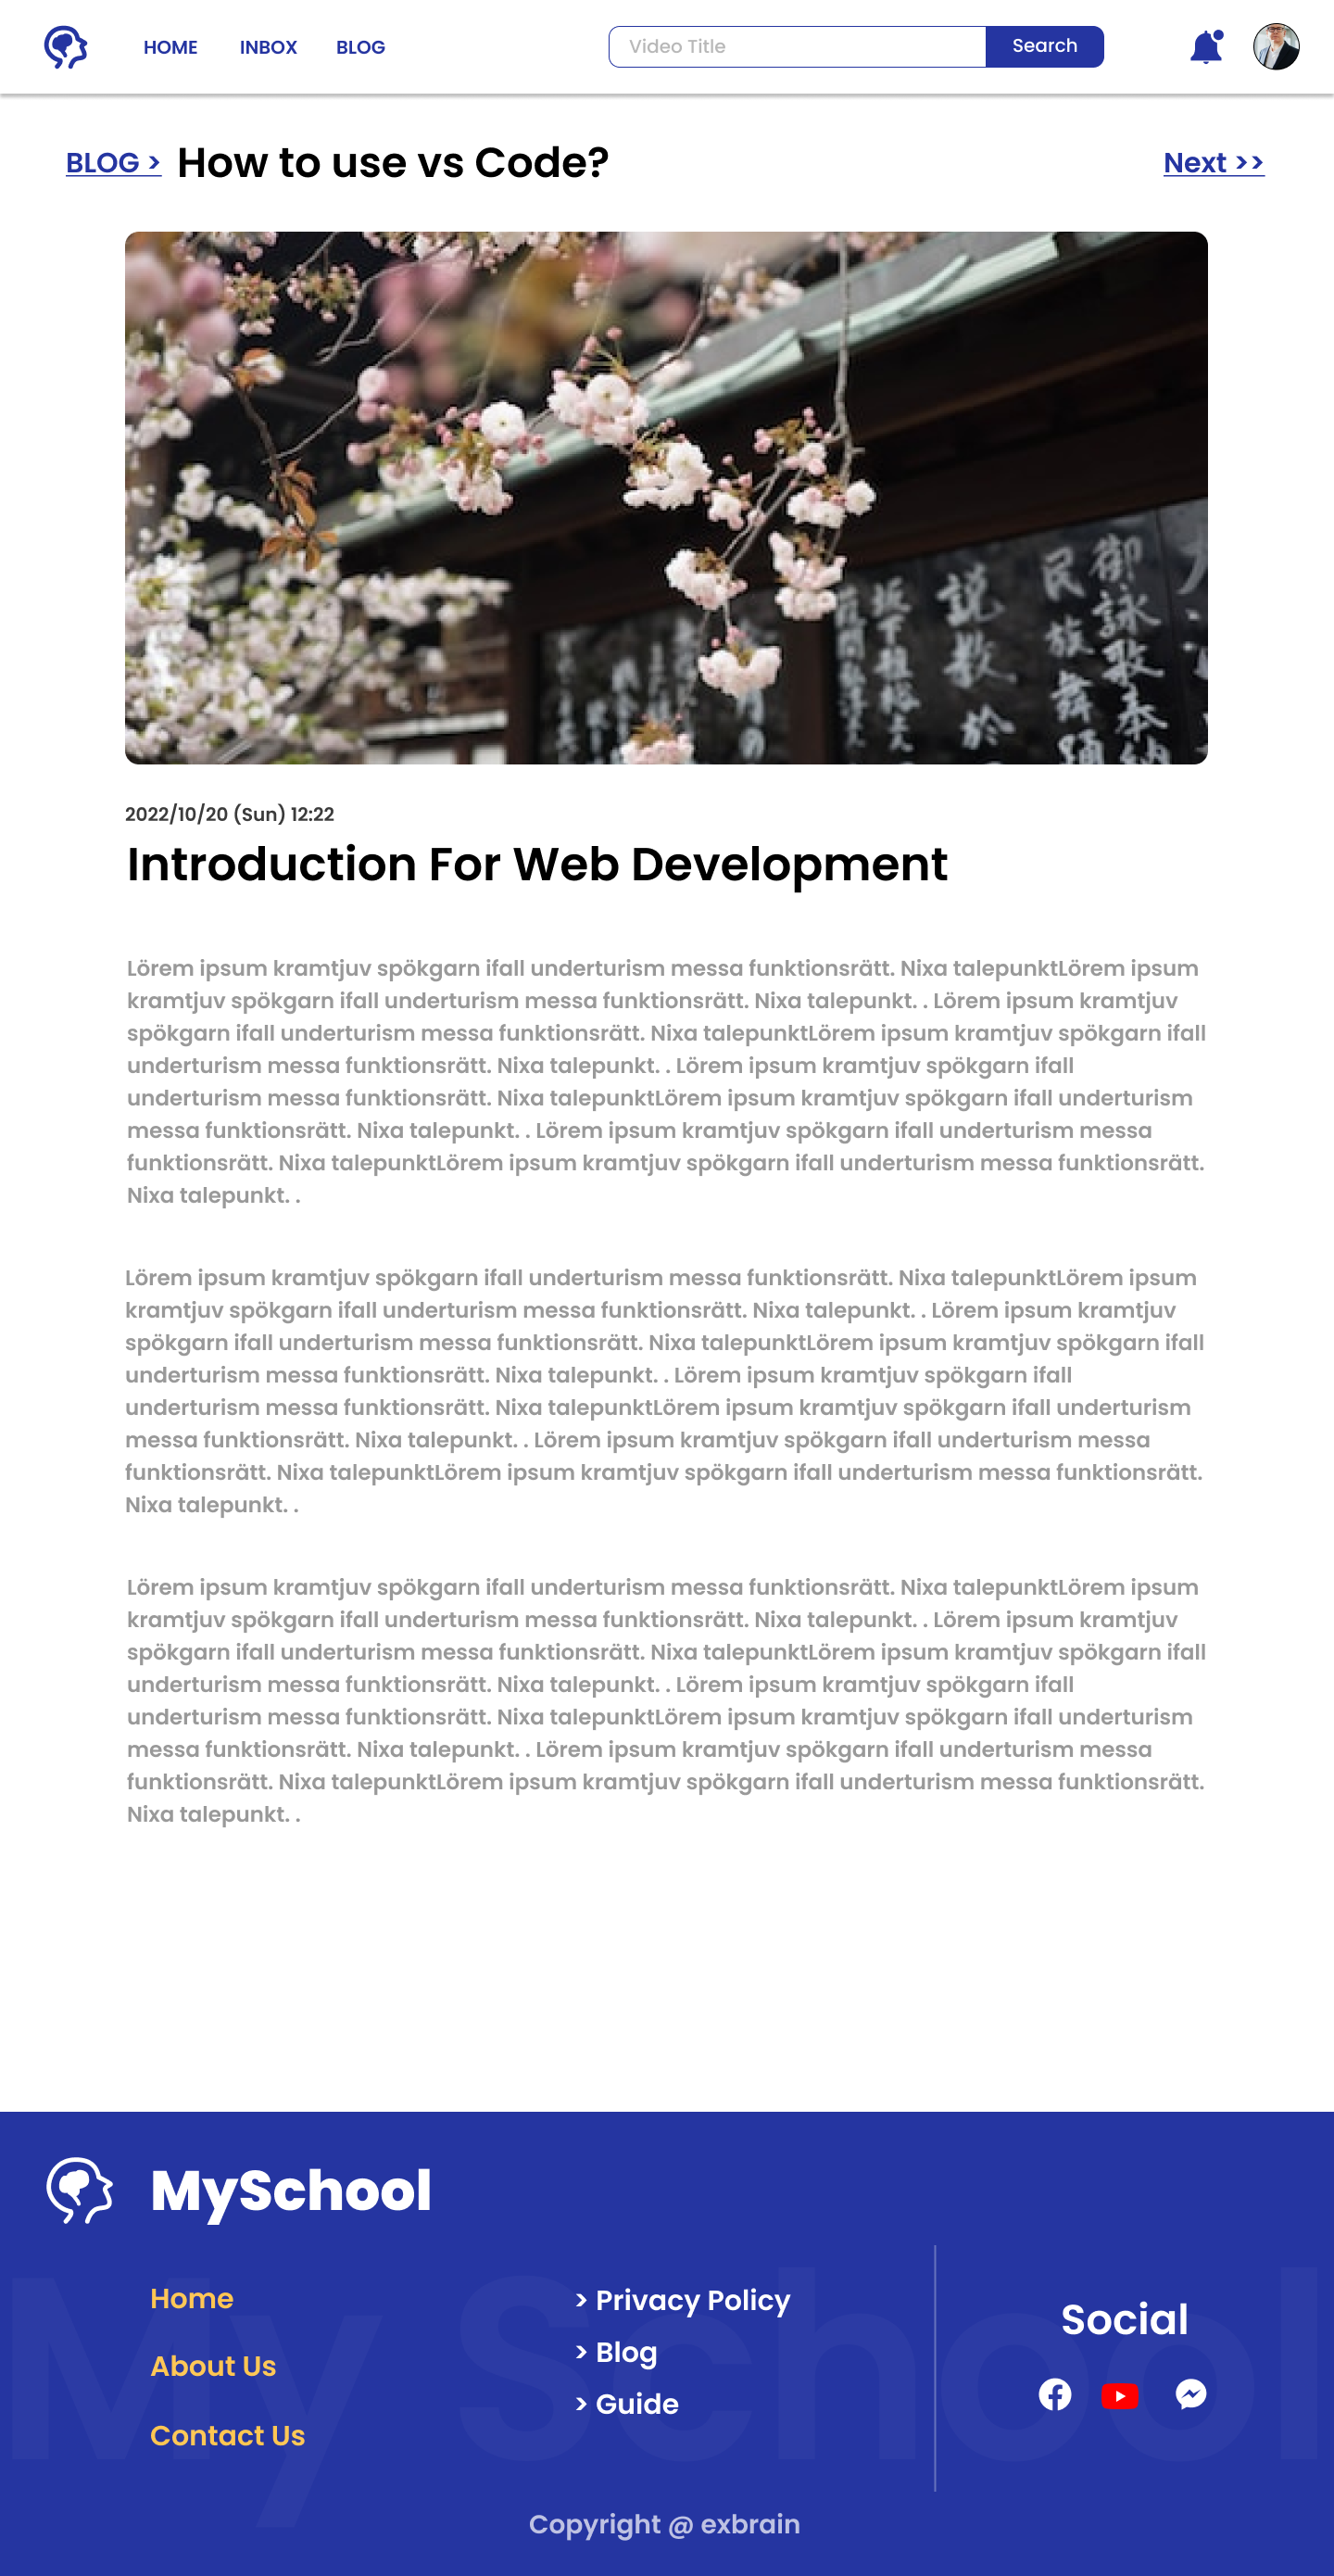 HOME INBOX BLOG Video Title Search
BLOG > How to use vs Code? Next >>
御
民 詠
説 族 敢
教 舞 本
於
2022/10/20 (Sun) 12:22
Introduction For Web Development
Lörem ipsum kramtjuv spökgarn ifall underturism messa funktionsrätt. Nixa talepunktLörem ipsum
kramtjuv spökgarn ifall underturism messa funktionsrätt. Nixa talepunkt. . Lörem ipsum kramtjuv
spökgarn ifall underturism messa funktionsrätt. Nixa talepunktLörem ipsum kramtjuv spökgarn ifall
underturism messa funktionsrätt. Nixa talepunkt. . Lörem ipsum kramtjuv spökgarn ifall
underturism messa funktionsrätt. Nixa talepunktLörem ipsum kramtjuv spökgarn ifall underturism
messa funktionsrätt. Nixa talepunkt. . Lörem ipsum kramtjuv spökgarn ifall underturism messa
funktionsrätt. Nixa talepunktLörem ipsum kramtjuv spökgarn ifall underturism messa funktionsrätt.
Nixa talepunkt. .
Lörem ipsum kramtjuv spökgarn ifall underturism messa funktionsrätt. Nixa talepunktLörem ipsum
kramtjuv spökgarn ifall underturism messa funktionsrätt. Nixa talepunkt. . Lörem ipsum kramtjuv
spökgarn ifall underturism messa funktionsrätt. Nixa talepunktLörem ipsum kramtjuv spökgarn ifall
underturism messa funktionsrätt. Nixa talepunkt. . Lörem ipsum kramtjuv spökgarn ifall
underturism messa funktionsrätt. Nixa talepunktLörem ipsum kramtjuv spökgarn ifall underturism
messa funktionsrätt. Nixa talepunkt. . Lörem ipsum kramtjuv spökgarn ifall underturism messa
funktionsrätt. Nixa talepunktLörem ipsum kramtjuv spökgarn ifall underturism messa funktionsrätt.
Nixa talepunkt. .
Lörem ipsum kramtjuv spökgarn ifall underturism messa funktionsrätt. Nixa talepunktLörem ipsum
kramtjuv spökgarn ifall underturism messa funktionsrätt. Nixa talepunkt. . Lörem ipsum kramtjuv
spökgarn ifall underturism messa funktionsrätt. Nixa talepunktLörem ipsum kramtjuv spökgarn ifall
underturism messa funktionsrätt. Nixa talepunkt. . Lörem ipsum kramtjuv spökgarn ifall
underturism messa funktionsrätt. Nixa talepunktLörem ipsum kramtjuv spökgarn ifall underturism
messa funktionsrätt. Nixa talepunkt. . Lörem ipsum kramtjuv spökgarn ifall underturism messa
funktionsrätt. Nixa talepunktLörem ipsum kramtjuv spökgarn ifall underturism messa funktionsrätt.
Nixa talepunkt. .
MySchool
My School
Home
About Us
Contact Us
> Privacy Policy
> Blog
> Guide
Social
Copyright @ exbrain